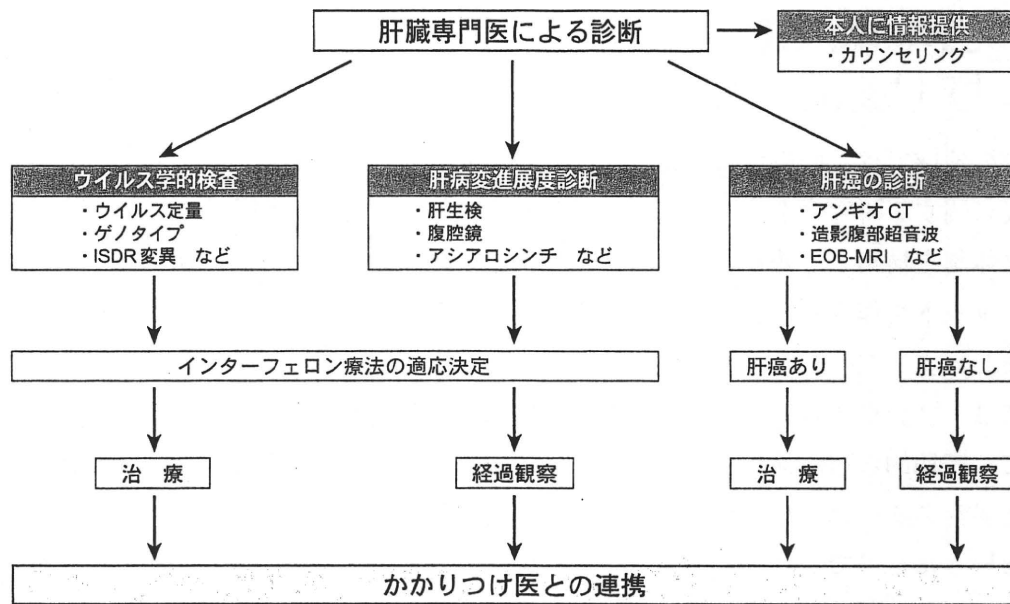 肝臓専門医による診断
本人に情報提供
・カウンセリング
ウイルス学的検査
・ウイルス定量
・ゲノタイプ
・ISDR変異 など
肝病変進展度診断
・肝生検
・腹腔鏡
・アシアロシンチ など
肝癌の診断
・アンギオCT
・造影腹部超音波
・EOB-MRI など
インターフェロン療法の適応決定
肝癌あり
肝癌なし
治 療
経過観察
治 療
経過観察
かかりつけ医との連携